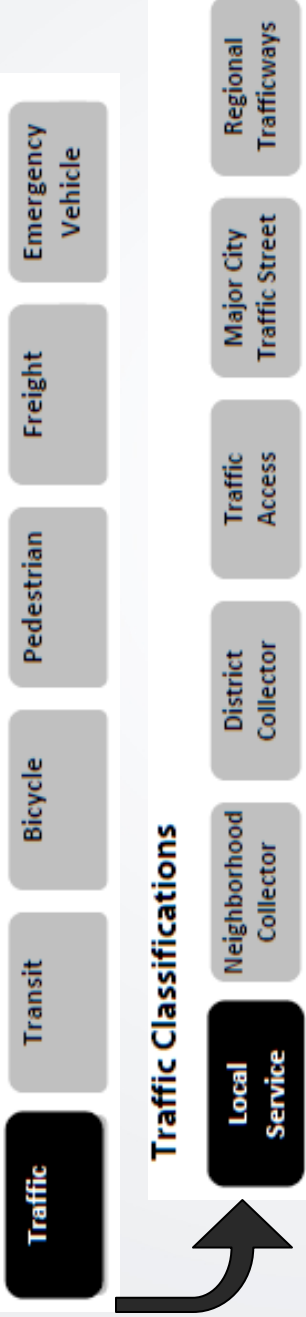 Traffic
Transit
Bicycle
Pedestrian
Freight
Emergency
Vehicle
Traffic Classifications
Local
Service
Neighborhood
Collector
District
Collector
Traffic
Access
Major City
Traffic Street
Regional
Trafficways